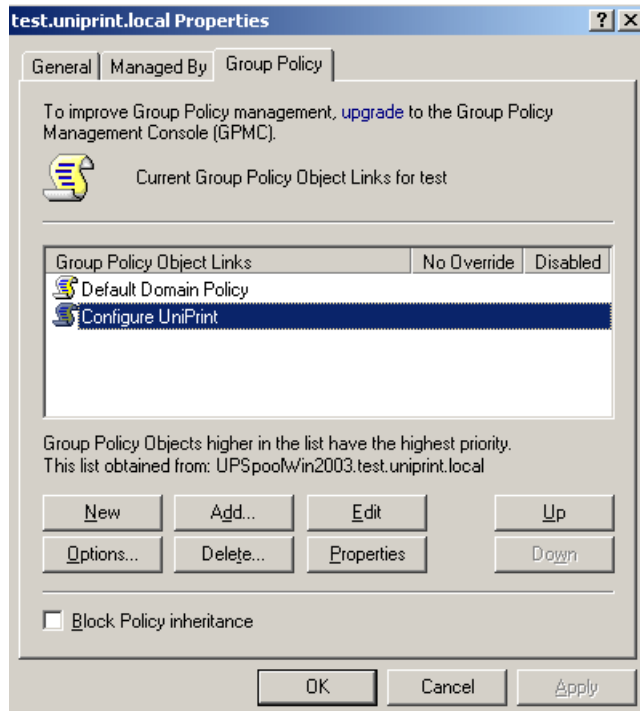 test.uniprint.local Properties
General Managed By Group Policy
To improve Group Policy management, upgrade to the Group Policy
Management Console (GPMC).
Current Group Policy Object Links for test
Group Policy Object Links No Override Disabled
Default Domain Policy
Configure UniPrint
Group Policy Objects higher in the list have the highest priority.
This list obtained from: UPSpoolWin2003.test.uniprint.local
New Add... Edit Up
Options... Delete... Properties Down
Block Policy inheritance
OK Cancel Apply